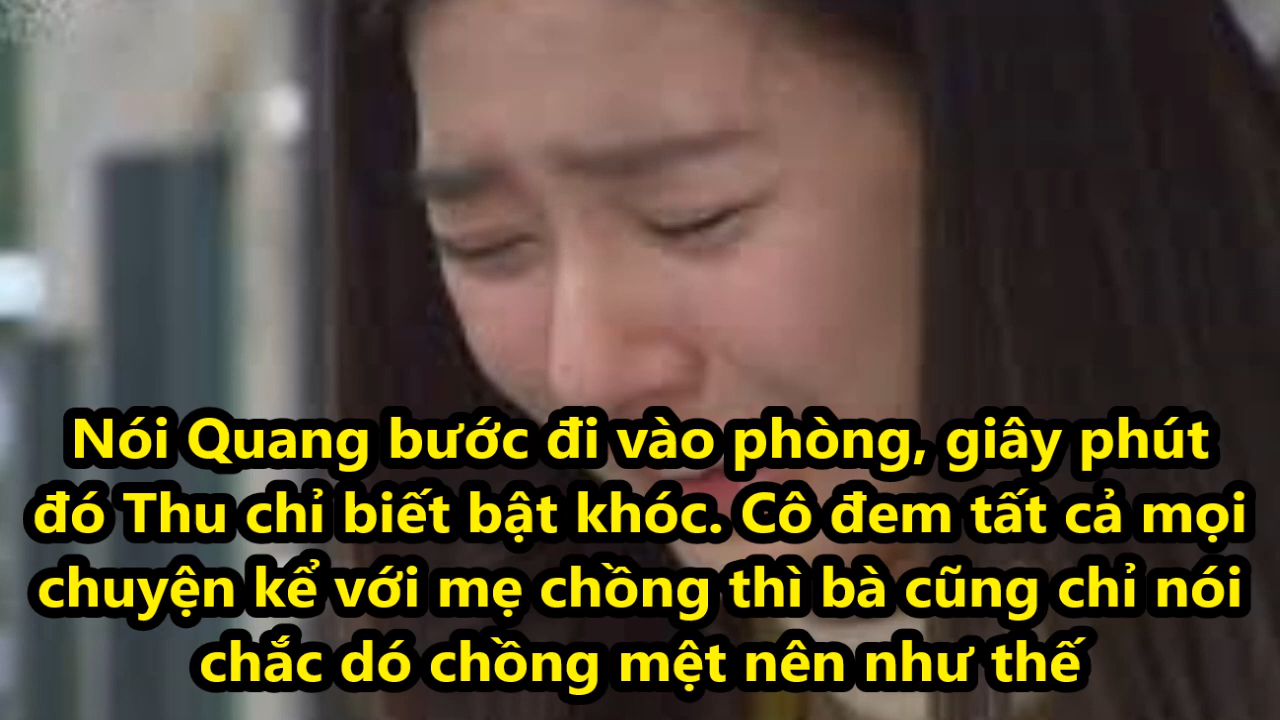 Nói Quang bước đi vào phòng, giây phút
đó Thu chỉ biết bật khóc. Cô đem tất cả mọi
chuyện kể với mẹ chồng thì bà cũng chỉ nói
chắc dó chồng mệt nên như thế